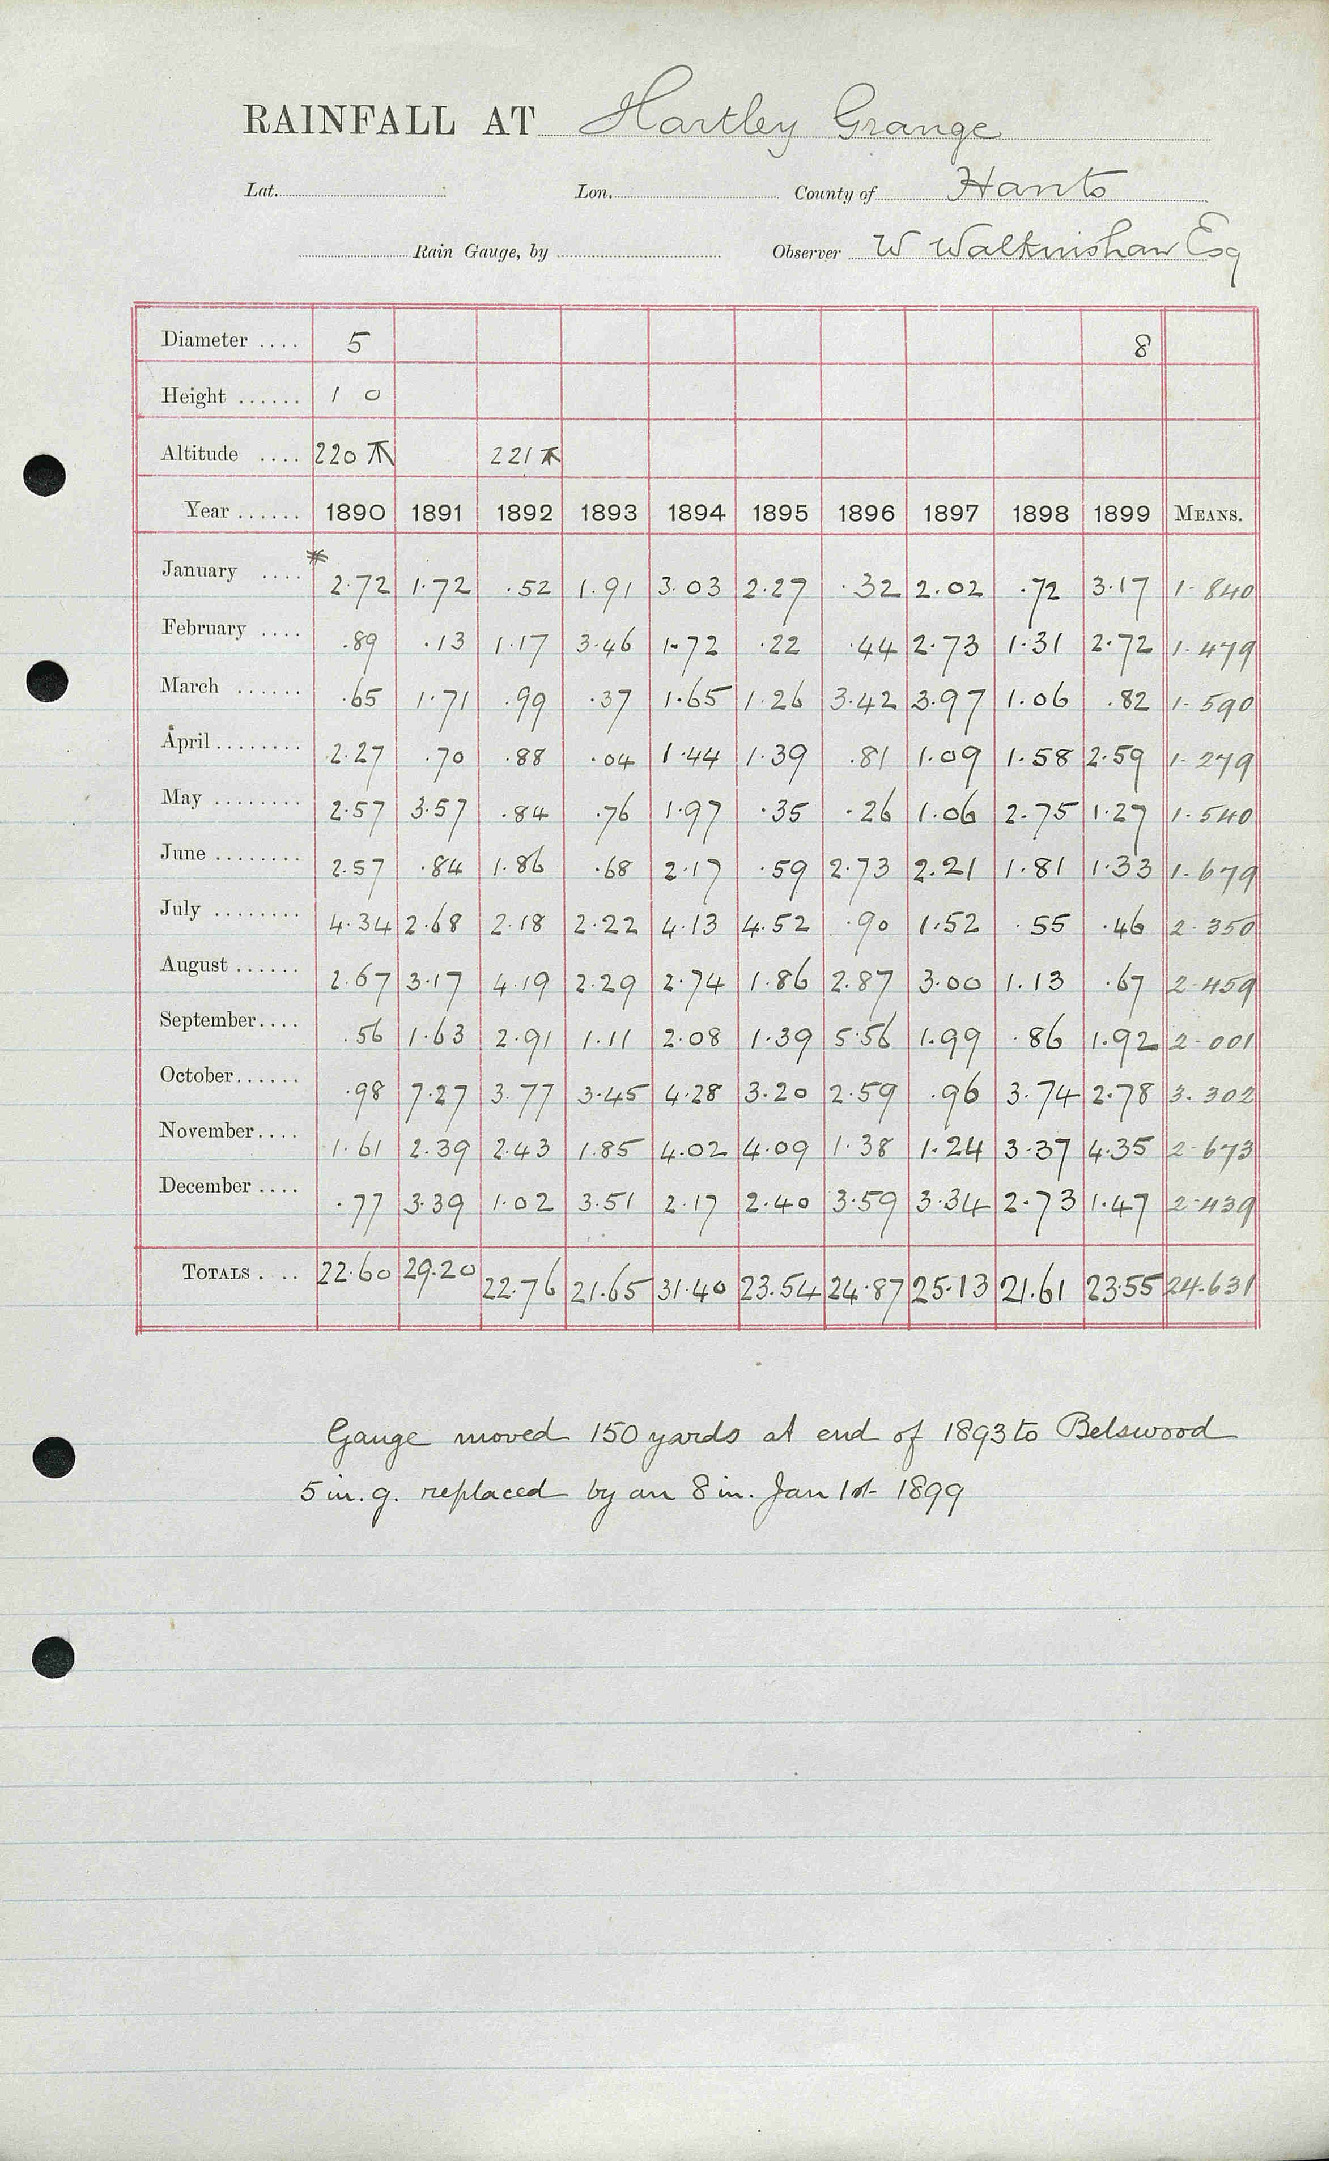 RAINFALL AT Hartley Grange
Lat. Lon. County of Hants
Rain Gauge, by Observer W Walkinshaw Esq
Diameter .... 5 8
Height ...... 1 0
Altitude .... 220 221
Year ...... 1890 1891 1892 1893 1894 1895 1896 1897 1898 1899 MEANS.
January .... * 2.72 1.72 .52 1.91 3.03 2.27 .32 2.02 .72 3.17 1.840
February .... .89 .13 1.17 3.46 1.72 .22 .44 2.73 1.31 2.72 1.479
March ...... .65 1.71 .99 .37 1.65 1.26 3.42 3.97 1.06 .82 1.590
April ........ 2.27 .70 .88 .04 1.44 1.39 .81 1.09 1.58 2.59 1.279
May ........ 2.57 3.57 .84 .76 1.97 .35 .26 1.06 2.75 1.27 1.540
June ........ 2.57 .84 1.86 .68 2.17 .59 2.73 2.21 1.81 1.33 1.679
July ........ 4.34 2.68 2.18 2.22 4.13 4.52 .90 1.52 .55 .46 2.350
August ...... 2.67 3.17 4.19 2.29 2.74 1.86 2.87 3.00 1.13 .67 2.459
September .... .56 1.63 2.91 1.11 2.08 1.39 5.56 1.99 .86 1.92 2.001
October ...... .98 7.27 3.77 3.45 4.28 3.20 2.59 .96 3.74 2.78 3.302
November .... 1.61 2.39 2.43 1.85 4.02 4.09 1.38 1.24 3.37 4.35 2.673
December .... .77 3.39 1.02 3.51 2.17 2.40 3.59 3.34 2.73 1.47 2.439
TOTALS .... 22.60 29.20 22.76 21.65 31.40 23.54 24.87 25.13 21.61 23.55 24.631
Gauge moved 150 yards at end of 1893 to Belswood
5 in. g. replaced by an 8 in. Jan 1st 1899